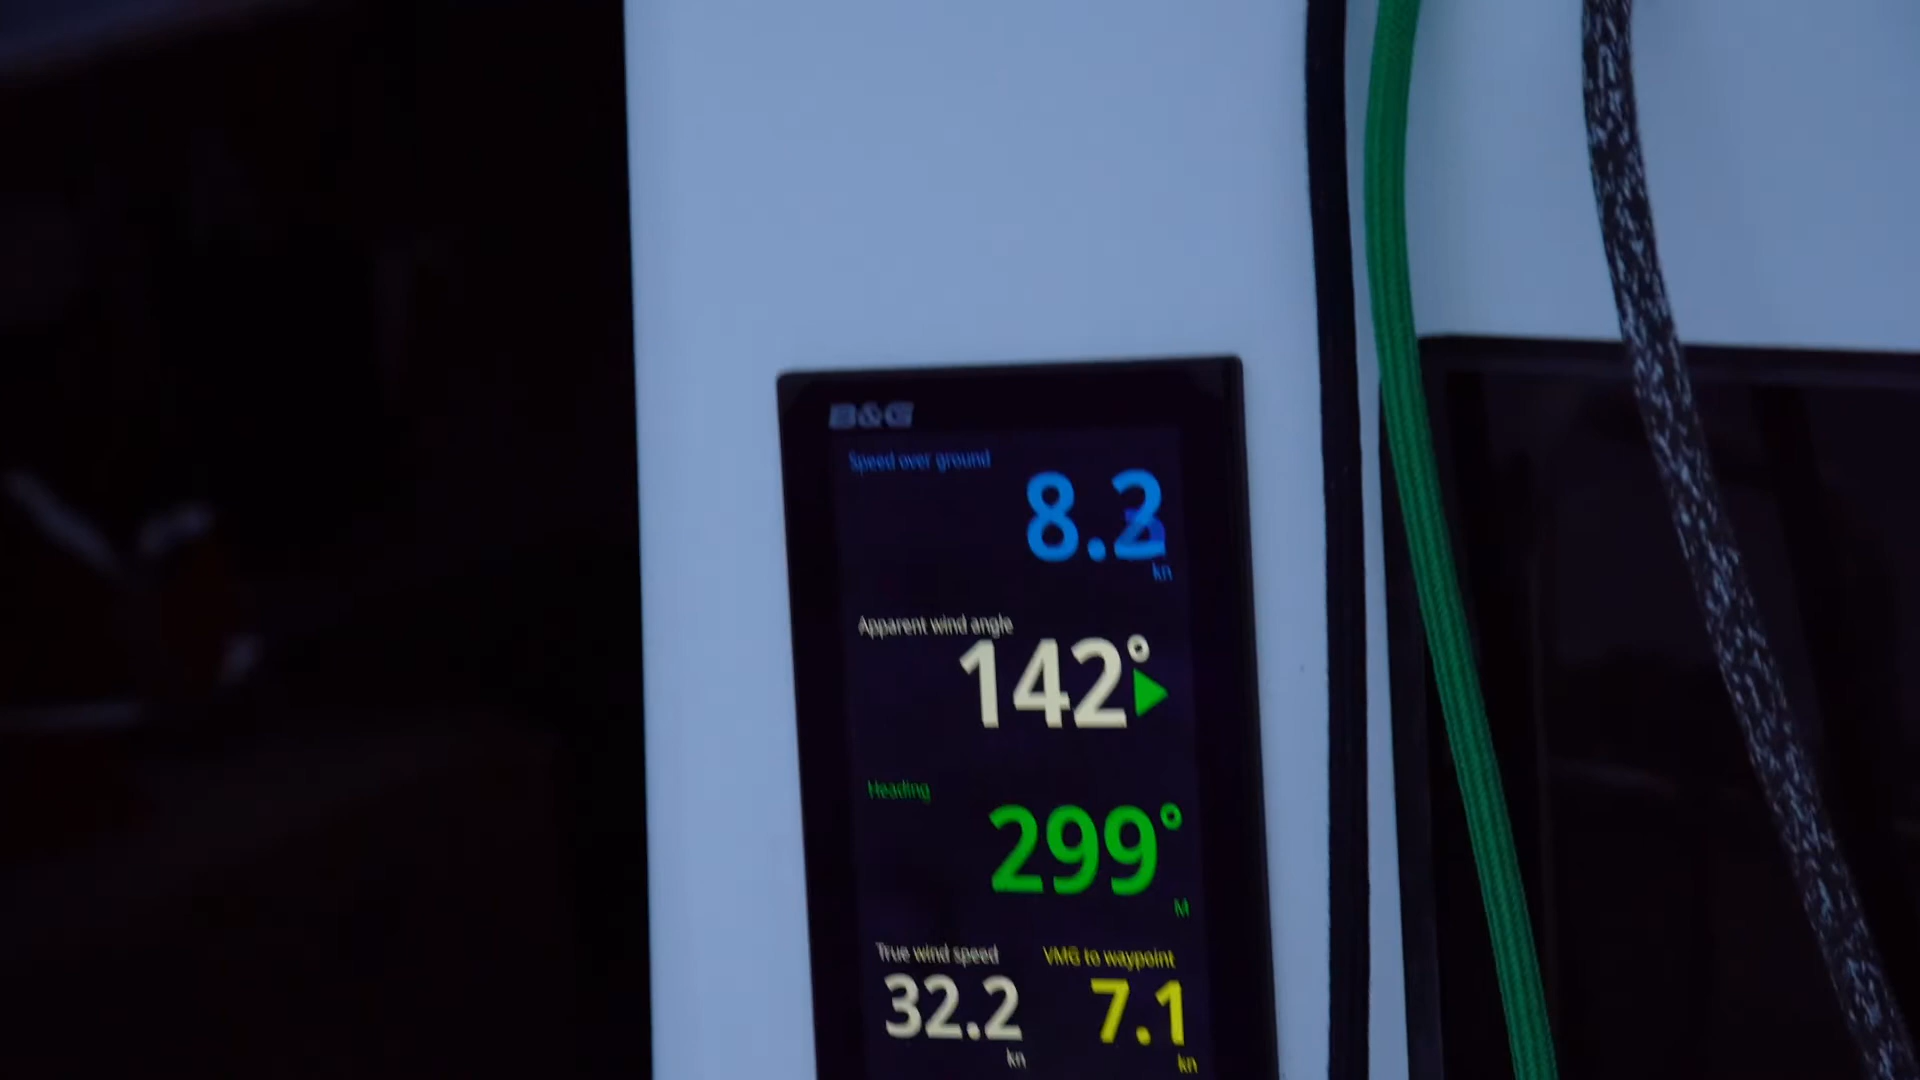 B&G
Speed over ground
8.2
kn
Apparent wind angle
142°
Heading
299°
M
True wind speed
32.2
kn
VMG to waypoint
7.1
kn